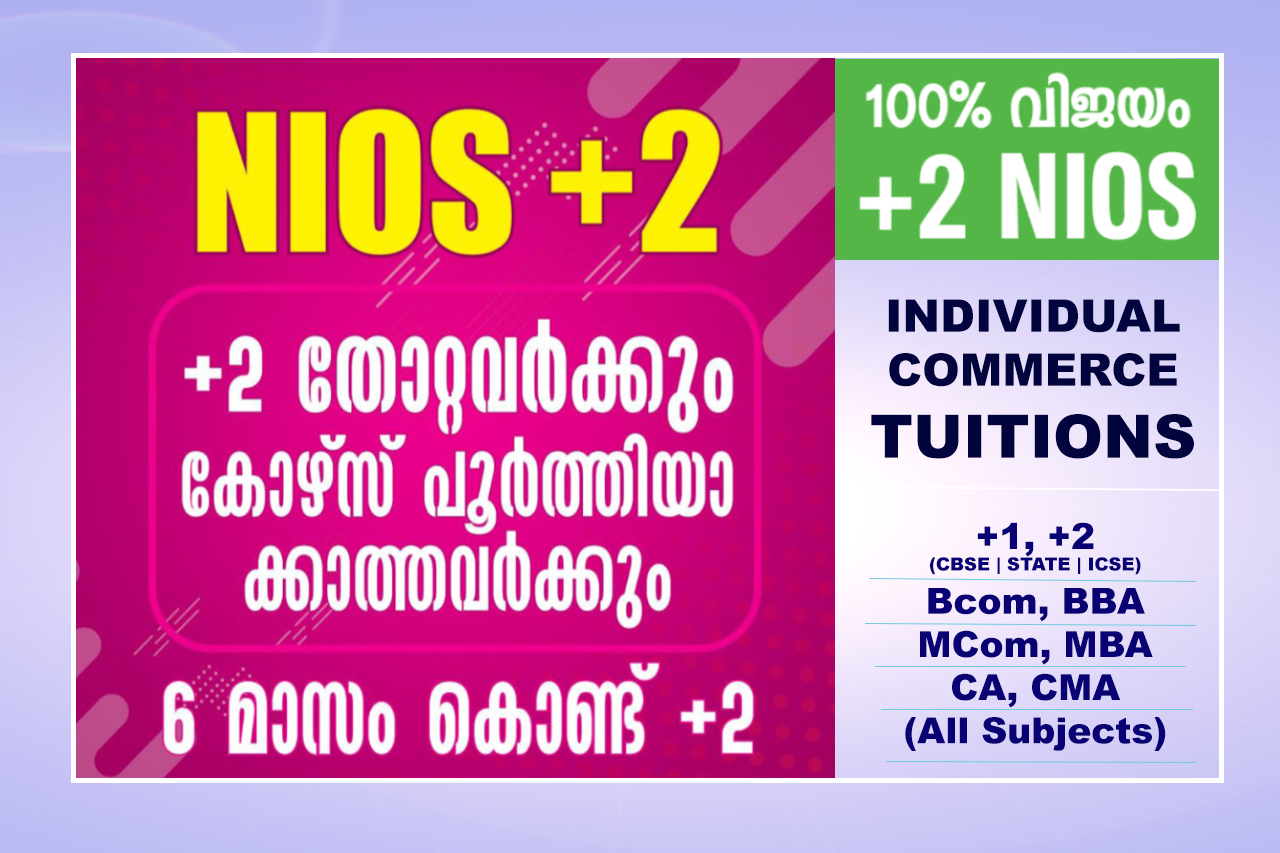 NIOS +2
+2 തോറ്റവർക്കും
കോഴ്സ് പൂർത്തിയാ
ക്കാത്തവർക്കും
6 മാസം കൊണ്ട് +2
100% വിജയം
+2 NIOS
INDIVIDUAL
COMMERCE
TUITIONS
+1, +2
(CBSE | STATE | ICSE)
Bcom, BBA
MCom, MBA
CA, CMA
(All Subjects)